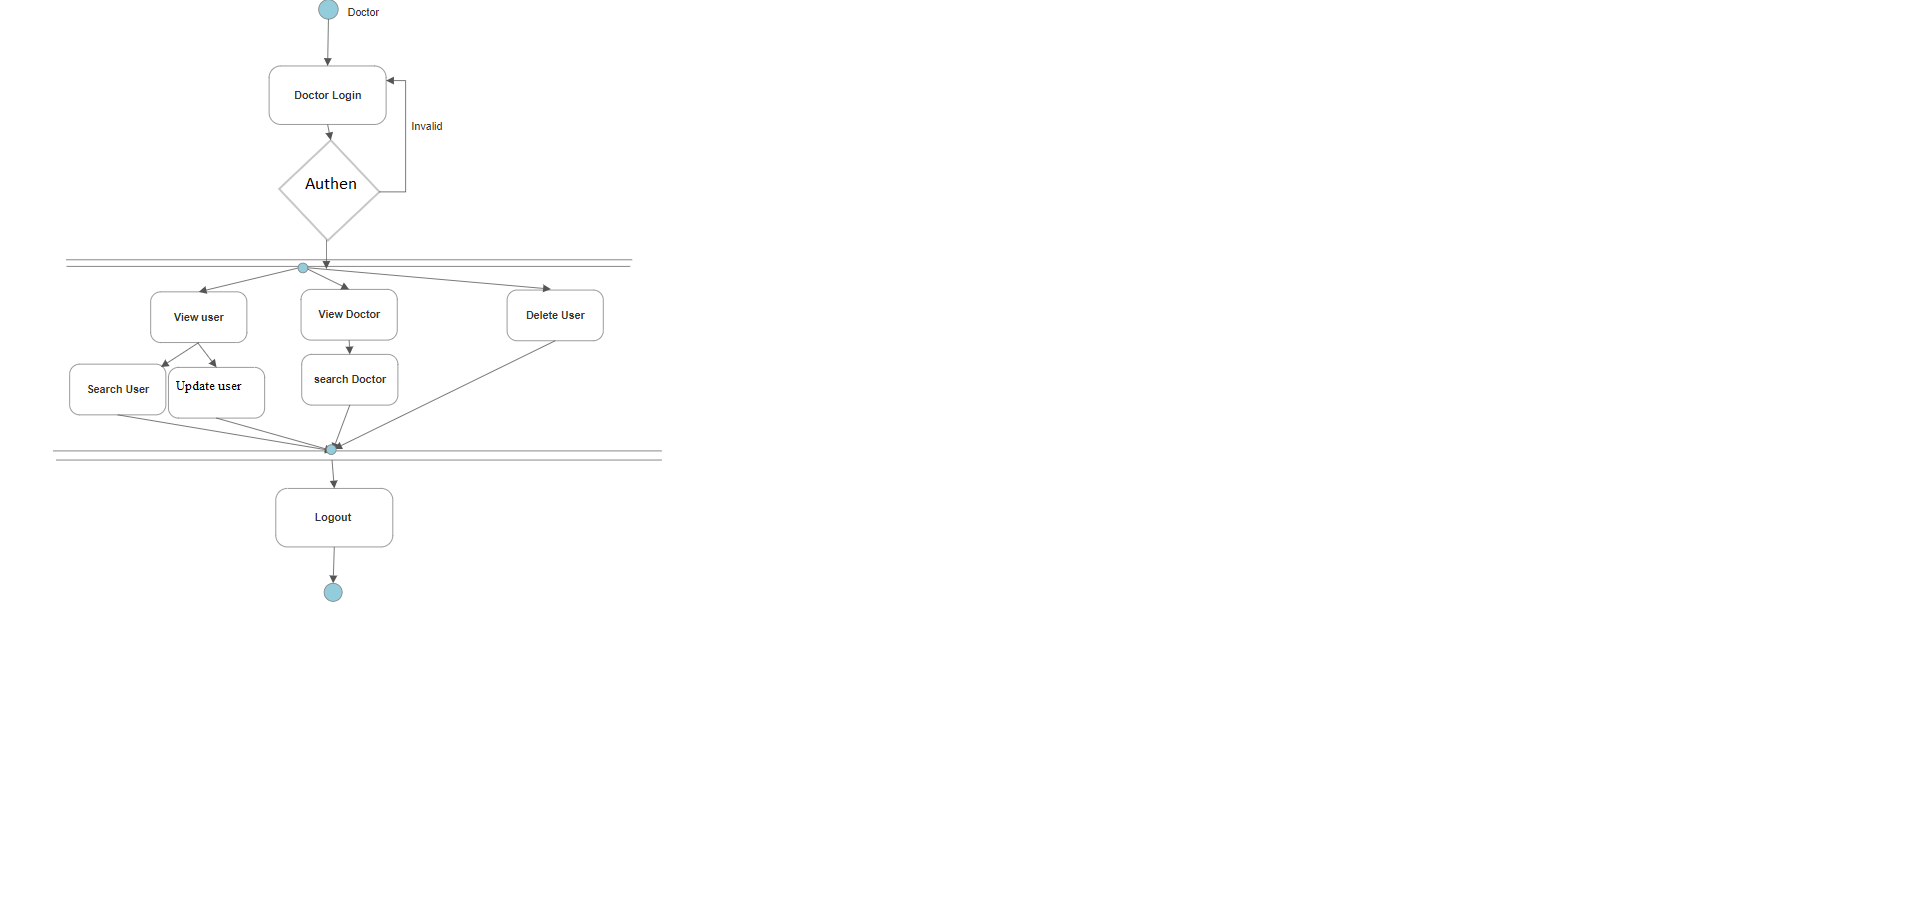 Doctor
Doctor Login
Invalid
Authen
View user
View Doctor
Delete User
Search User
Update user
search Doctor
Logout